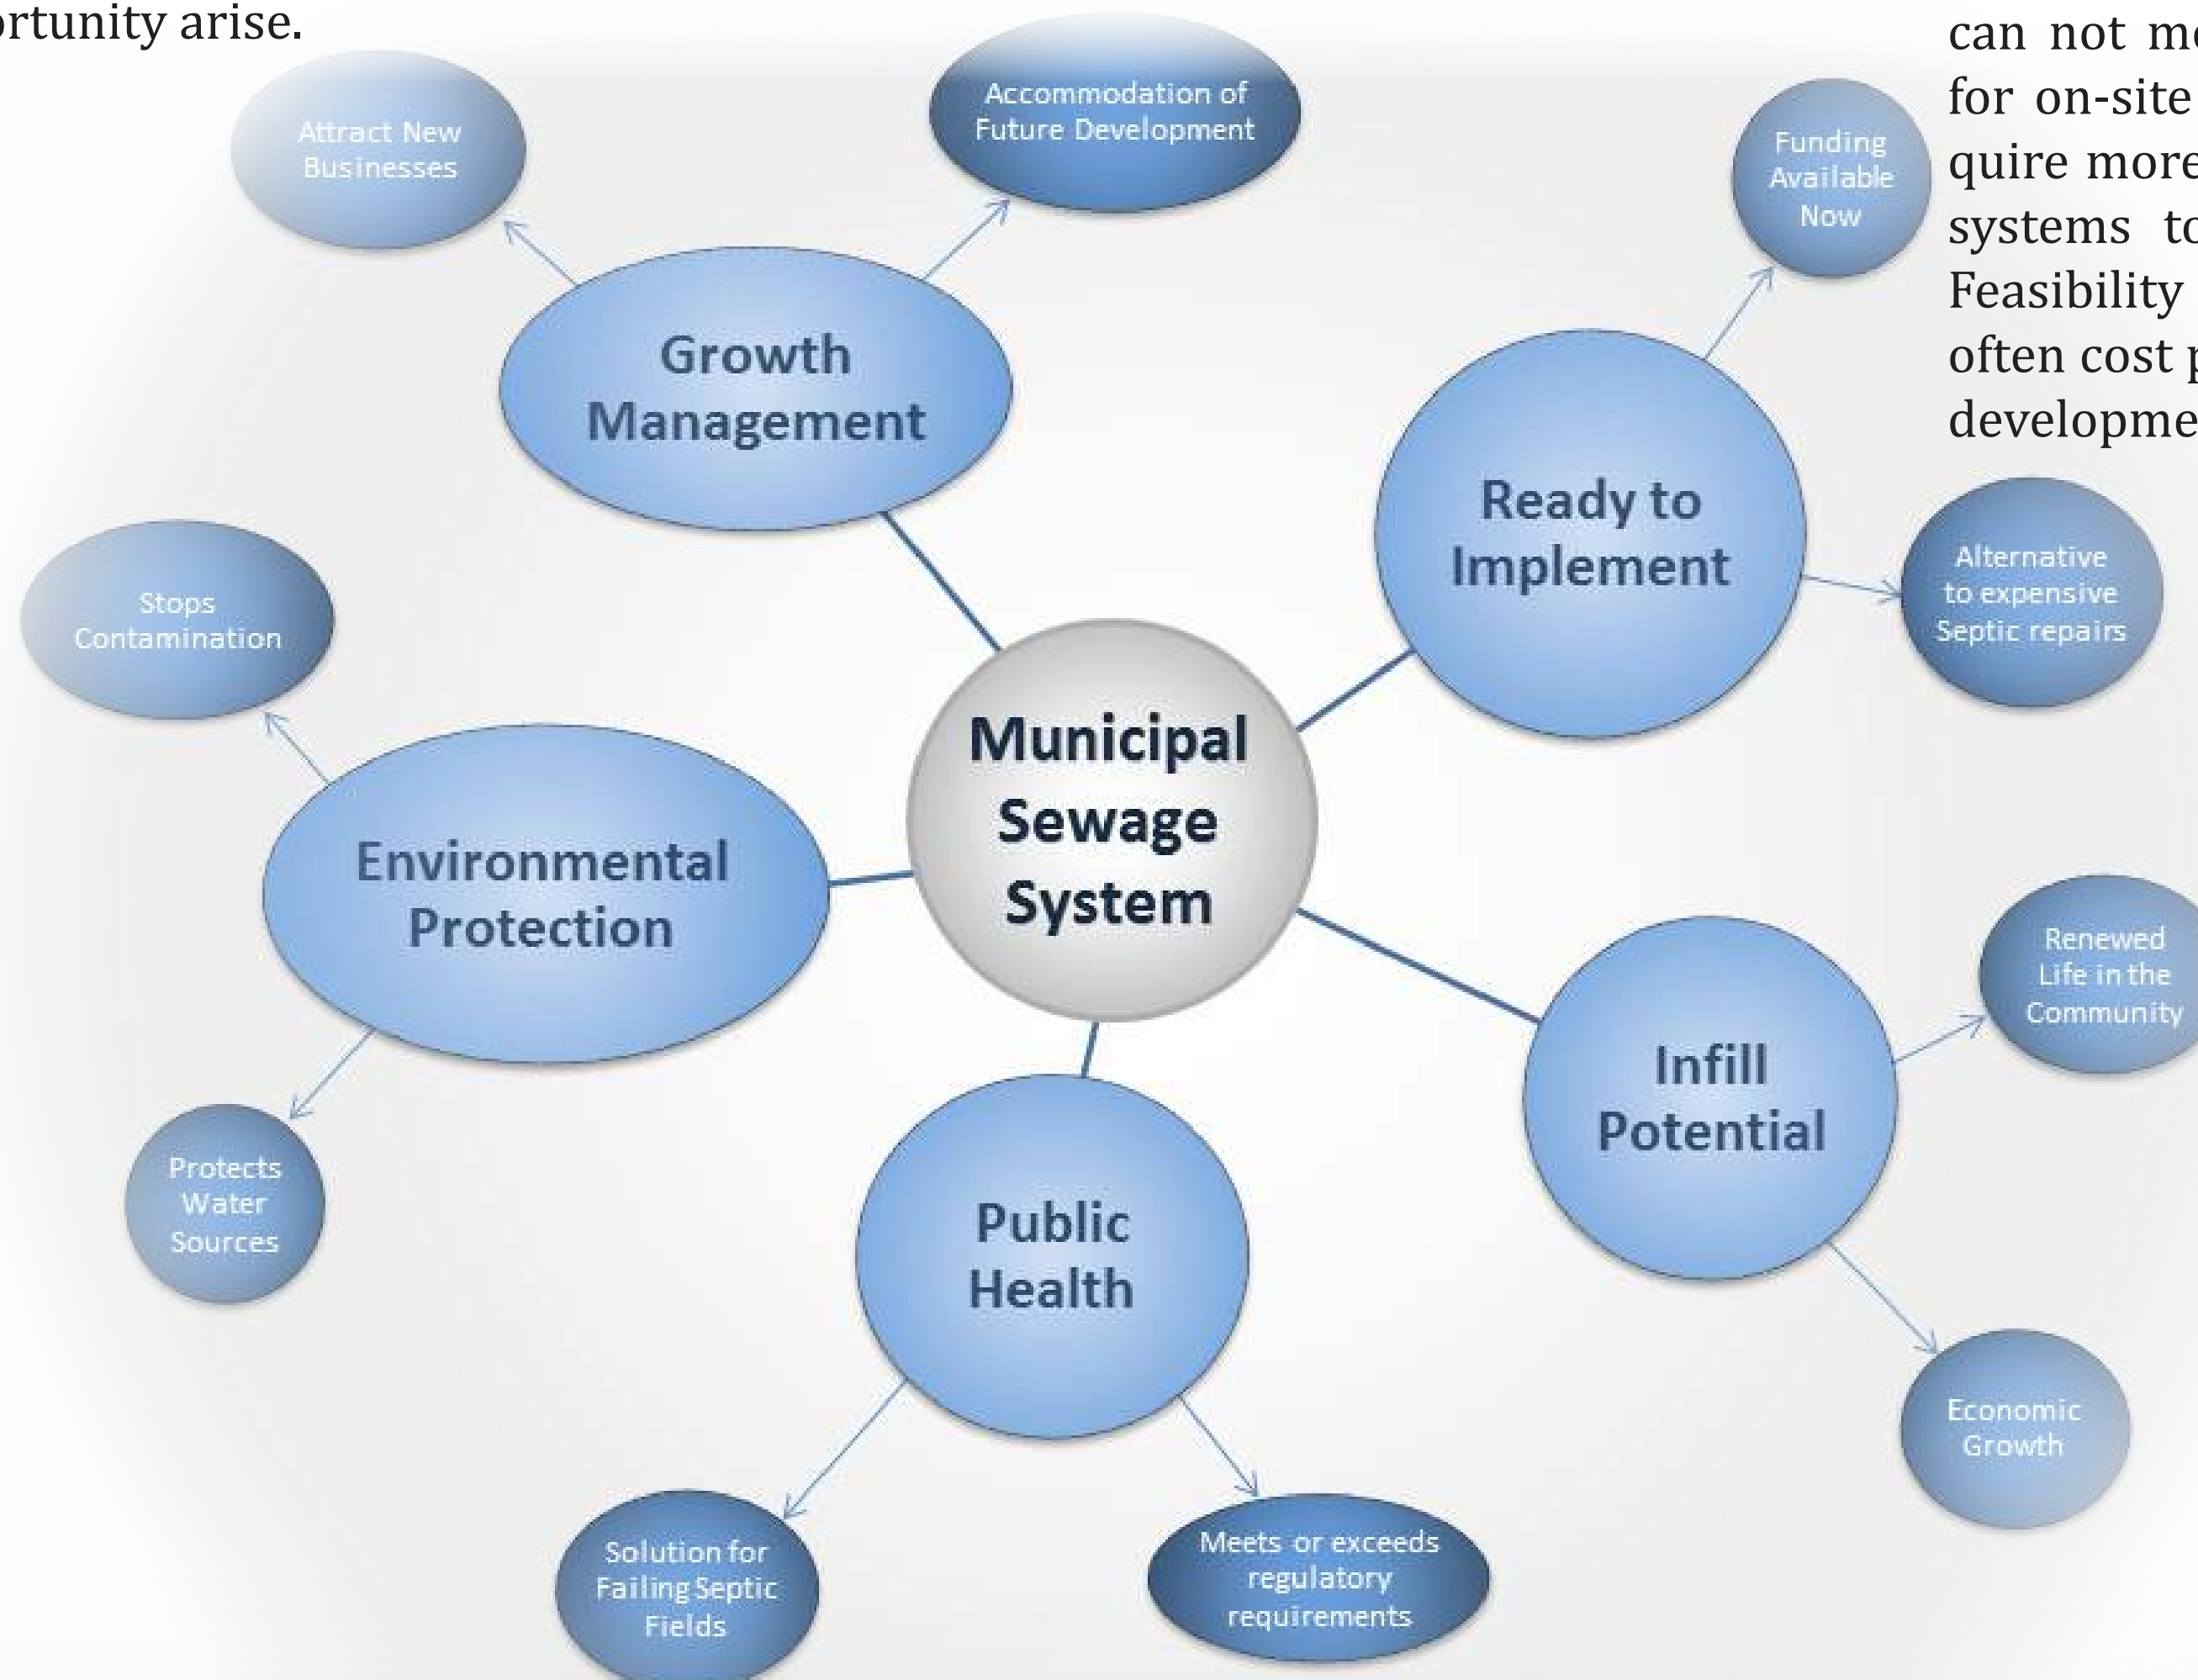 ortunity arise.
can not me
for on-site
quire more
systems to
Feasibility
often cost p
developme
Attract New
Businesses
Accommodation of
Future Development
Funding
Available
Now
Growth
Management
Ready to
Implement
Alternative
to expensive
Septic repairs
Stops
Contamination
Municipal
Sewage
System
Environmental
Protection
Renewed
Life in the
Community
Infill
Potential
Protects
Water
Sources
Public
Health
Economic
Growth
Solution for
Failing Septic
Fields
Meets or exceeds
regulatory
requirements